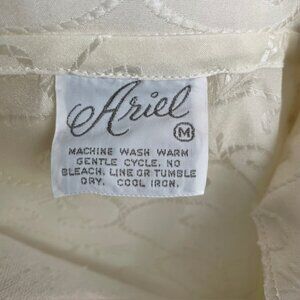 Ariel
M
MACHINE WASH WARM
GENTLE CYCLE. NO
BLEACH. LINE OR TUMBLE
DRY. COOL IRON.